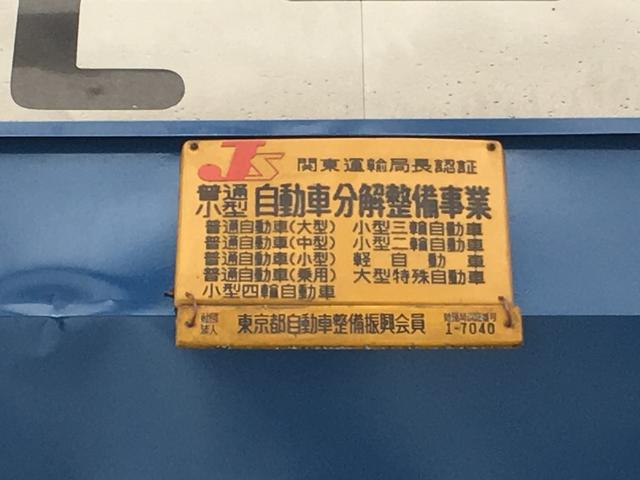 JS 関東運輸局長認証
普通
小型 自動車分解整備事業
普通自動車(大型) 小型三輪自動車
普通自動車(中型) 小型二輪自動車
普通自動車(小型) 軽自動車
普通自動車(乗用) 大型特殊自動車
小型四輪自動車
社団
法人 東京都自動車整備振興会員
1-7040